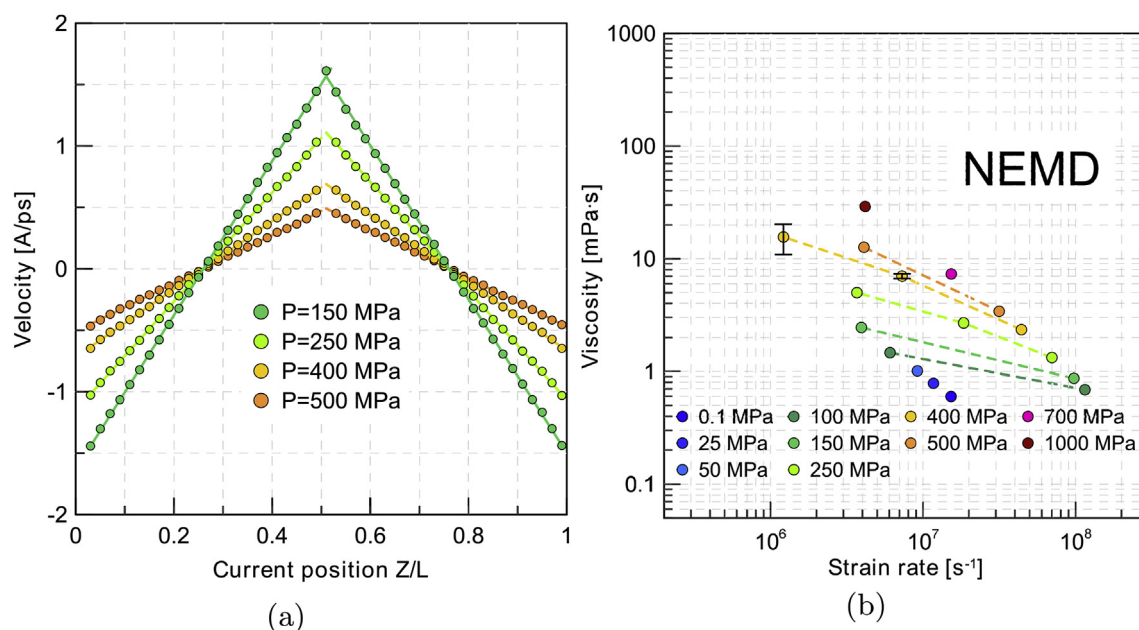 2
1
0
-1
-2
Velocity [A/ps]
P=150 MPa
P=250 MPa
P=400 MPa
P=500 MPa
0 0.2 0.4 0.6 0.8 1
Current position Z/L
(a)
1000
100
10
1
0.1
Viscosity [mPa·s]
NEMD
0.1 MPa 100 MPa 400 MPa 700 MPa
25 MPa 150 MPa 500 MPa 1000 MPa
50 MPa 250 MPa
10⁶ 10⁷ 10⁸
Strain rate [s⁻¹]
(b)